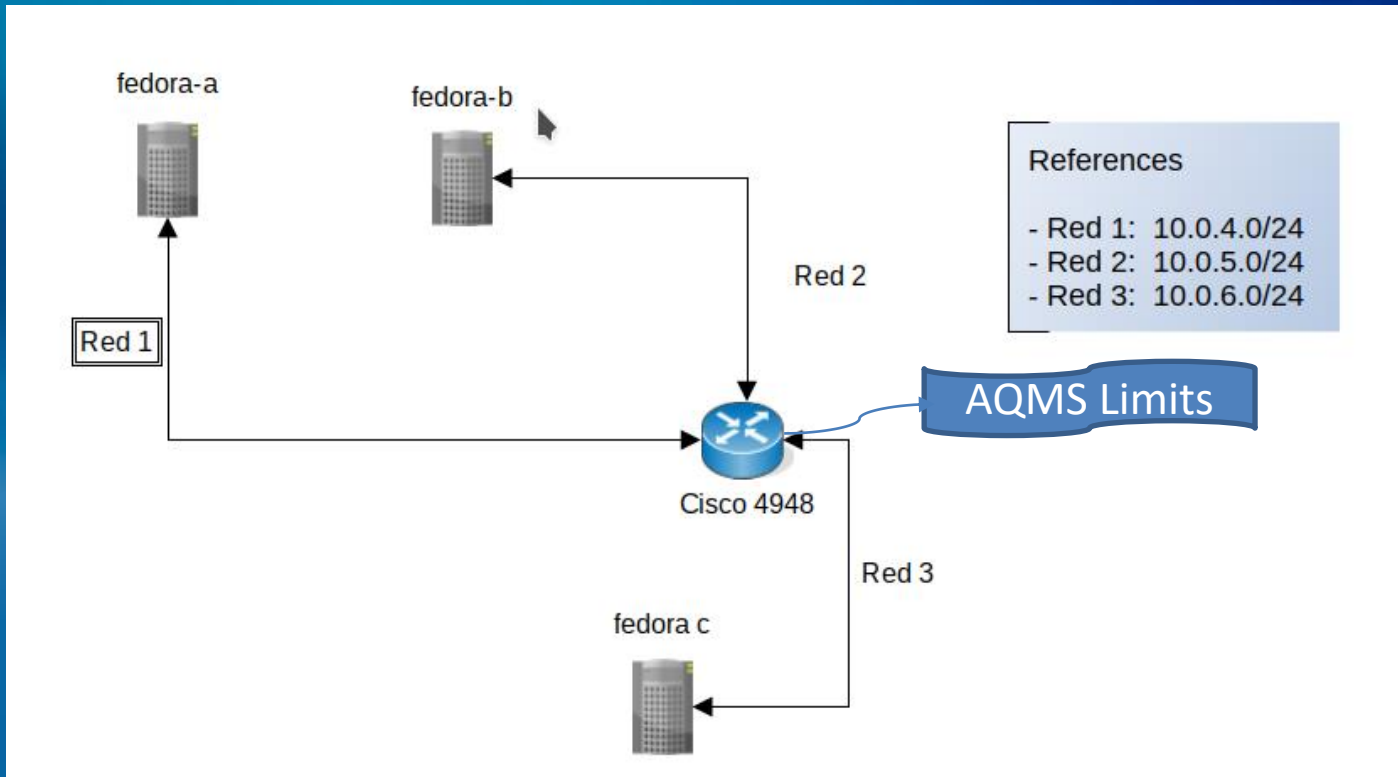 fedora-a
fedora-b
References
- Red 1: 10.0.4.0/24
- Red 2: 10.0.5.0/24
- Red 3: 10.0.6.0/24
Red 2
Red 1
AQMS Limits
Cisco 4948
Red 3
fedora c